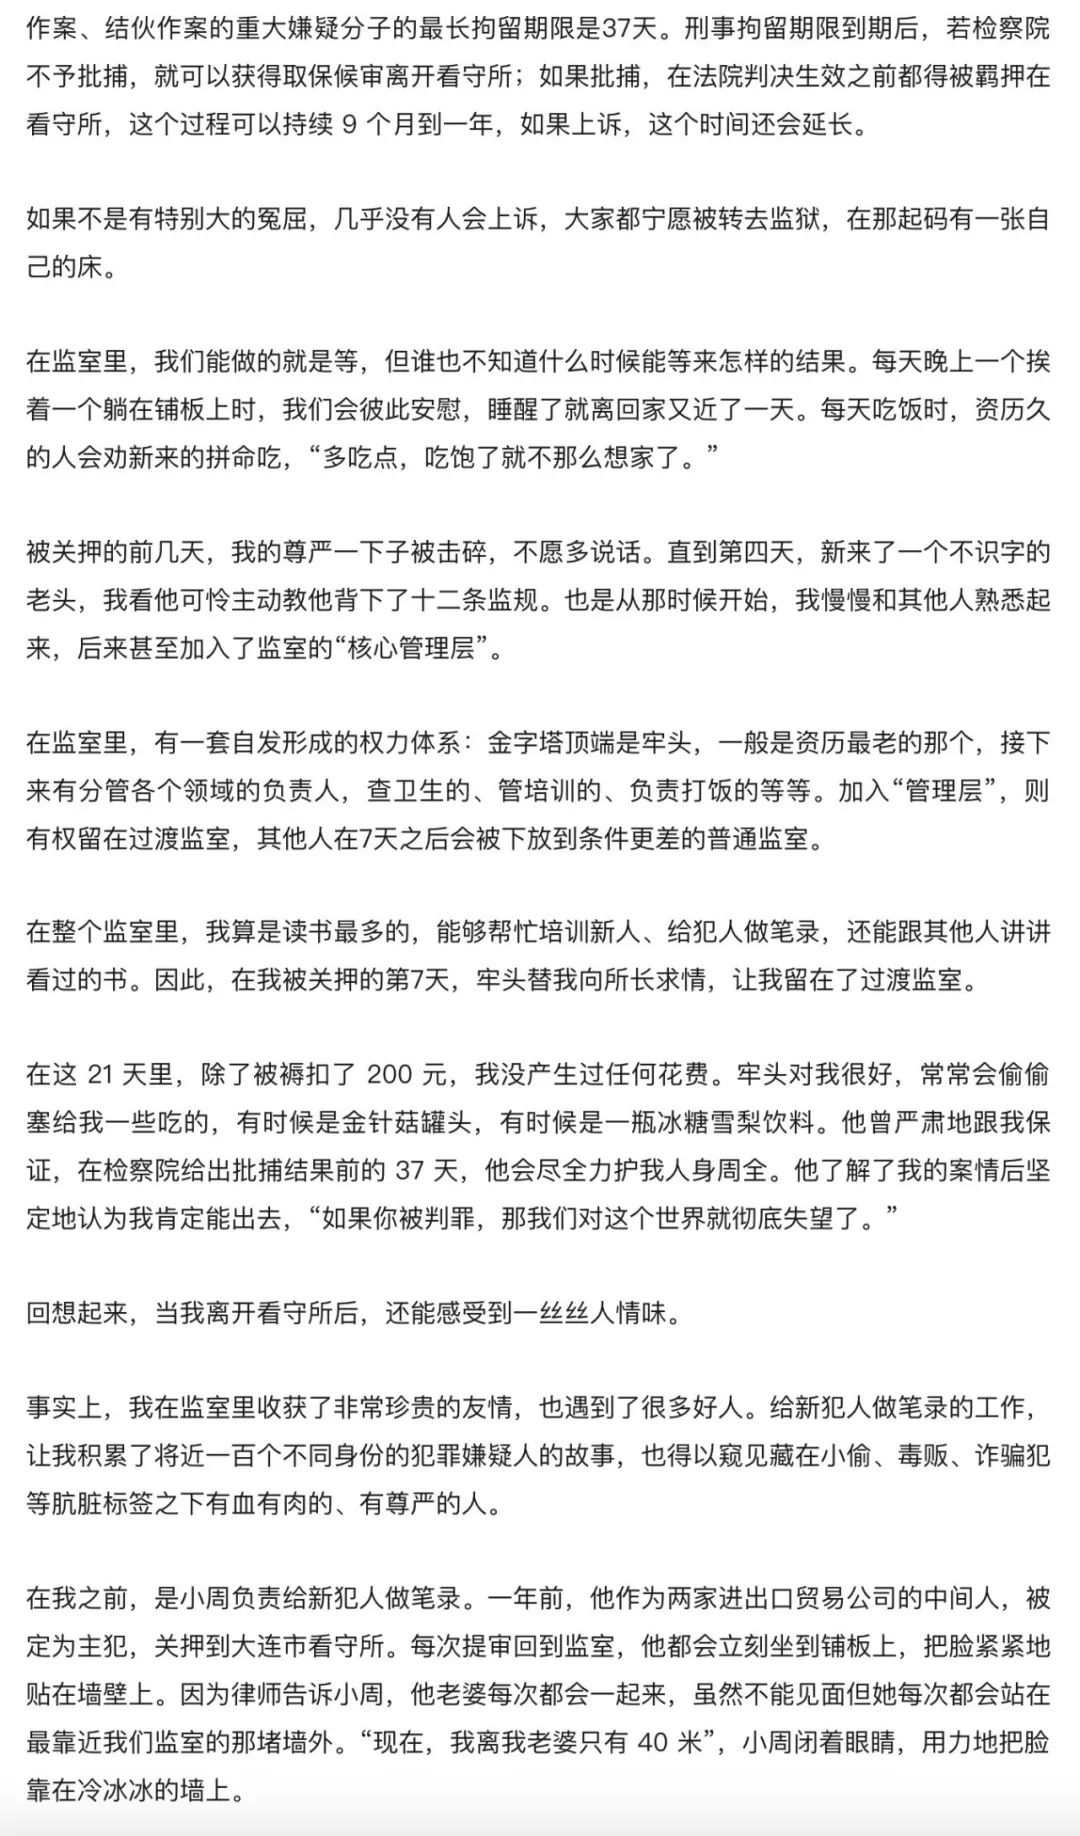 作案、结伙作案的重大嫌疑分子的最长拘留期限是37天。刑事拘留期限到期后，若检察院
不予批捕，就可以获得取保候审离开看守所；如果批捕，在法院判决生效之前都得被羁押在
看守所，这个过程可以持续 9 个月到一年，如果上诉，这个时间还会延长。
如果不是有特别大的冤屈，几乎没有人会上诉，大家都宁愿被转去监狱，在那起码有一张自
己的床。
在监室里，我们能做的就是等，但谁也不知道什么时候能等来怎样的结果。每天晚上一个挨
着一个躺在铺板上时，我们会彼此安慰，睡醒了就离回家又近了一天。每天吃饭时，资历久
的人会劝新来的拼命吃，“多吃点，吃饱了就不那么想家了。”
被关押的前几天，我的尊严一下子被击碎，不愿多说话。直到第四天，新来了一个不识字的
老头，我看他可怜主动教他背下了十二条监规。也是从那时候开始，我慢慢和其他人熟悉起
来，后来甚至加入了监室的“核心管理层”。
在监室里，有一套自发形成的权力体系：金字塔顶端是牢头，一般是资历最老的那个，接下
来有分管各个领域的负责人，查卫生的、管培训的、负责打饭的等等。加入“管理层”，则
有权留在过渡监室，其他人在7天之后会被下放到条件更差的普通监室。
在整个监室里，我算是读书最多的，能够帮忙培训新人、给犯人做笔录，还能跟其他人讲讲
看过的书。因此，在我被关押的第7天，牢头替我向所长求情，让我留在了过渡监室。
在这 21 天里，除了被褥扣了 200 元，我没产生过任何花费。牢头对我很好，常常会偷偷
塞给我一些吃的，有时候是金针菇罐头，有时候是一瓶冰糖雪梨饮料。他曾严肃地跟我保
证，在检察院给出批捕结果前的 37 天，他会尽全力护我人身周全。他了解了我的案情后坚
定地认为我肯定能出去，“如果你被判罪，那我们对这个世界就彻底失望了。”
回想起来，当我离开看守所后，还能感受到一丝丝人情味。
事实上，我在监室里收获了非常珍贵的友情，也遇到了很多好人。给新犯人做笔录的工作，
让我积累了将近一百个不同身份的犯罪嫌疑人的故事，也得以窥见藏在小偷、毒贩、诈骗犯
等肮脏标签之下有血有肉的、有尊严的人。
在我之前，是小周负责给新犯人做笔录。一年前，他作为两家进出口贸易公司的中间人，被
定为主犯，关押到大连市看守所。每次提审回到监室，他都会立刻坐到铺板上，把脸紧紧地
贴在墙壁上。因为律师告诉小周，他老婆每次都会一起来，虽然不能见面但她每次都会站在
最靠近我们监室的那堵墙外。“现在，我离我老婆只有 40 米”，小周闭着眼睛，用力地把脸
靠在冷冰冰的墙上。